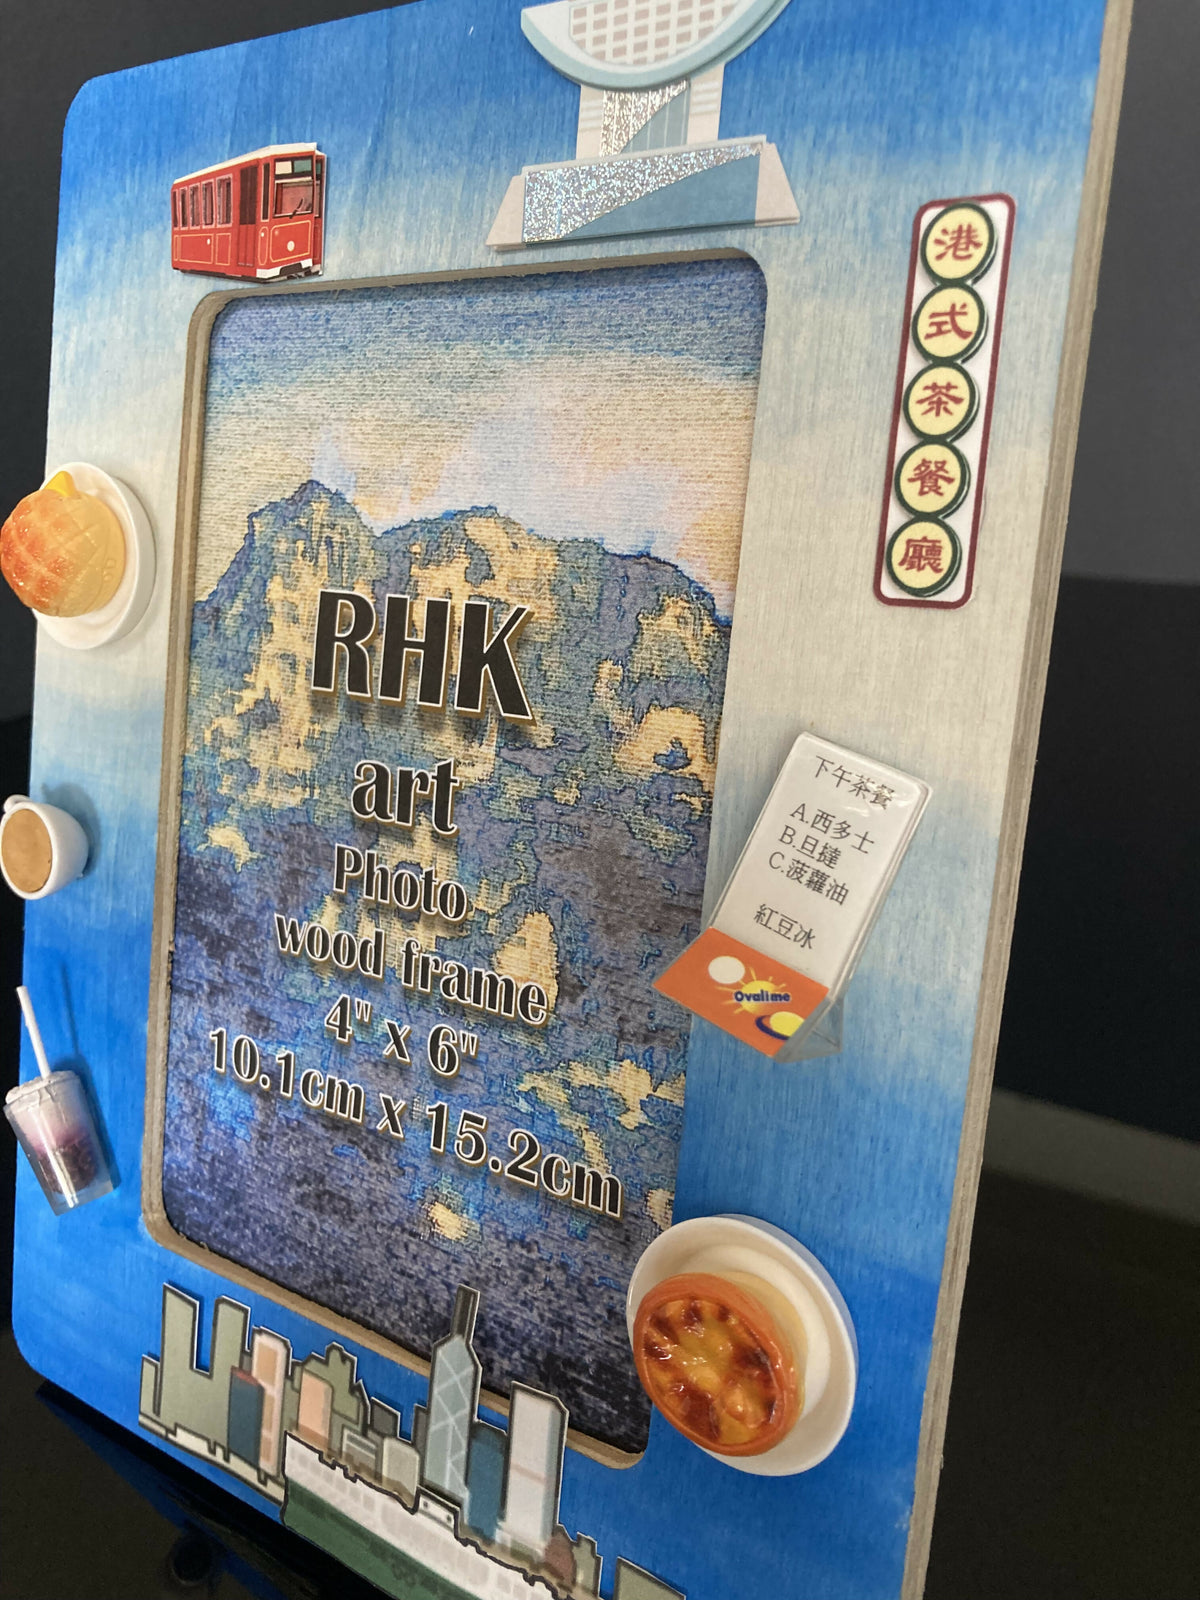 港式茶餐廳
RHK
art
Photo
wood frame
4" x 6"
10.1cm x 15.2cm
下午茶餐
A.西多士
B.旦撻
C.菠蘿油
紅豆冰
Ovalime